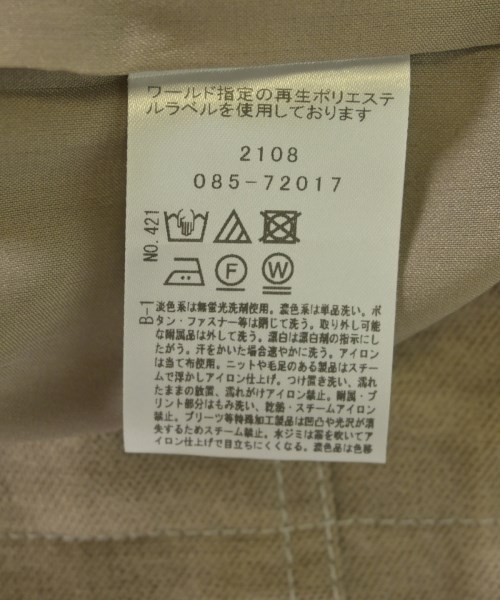 ワールド指定の再生ポリエステ
ルラベルを使用しております
2108
085-72017
NO.421
F
W
B-1
淡色系は無蛍光洗剤使用。濃色系は単品洗い。ボ
タン・ファスナー等は閉じて洗う。取り外し可能
な附属品は外して洗う。漂白は漂白剤の指示にし
たがう。汗をかいた場合速やかに洗う。アイロン
は当て布使用。ニットや毛足のある製品はスチー
ムで浮かしアイロン仕上げ。つけ置き洗い、濡れ
たままの放置、濡れがけアイロン禁止。附属・プ
リント部分はもみ洗い、乾熱・スチームアイロン
禁止。プリーツ等特殊加工製品は凹凸や光沢が消
失するためスチーム禁止。水ジミは霧を吹いてア
イロン仕上げで目立ちにくくなる。濃色品は色移